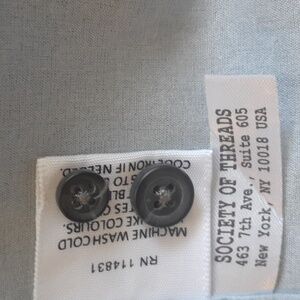 SOCIETY OF THREADS
463 7th Ave, Suite 605
New York, NY 10018 USA
RN 114831
MACHINE WASH COLD
COLOURS.
IRON IF NEEDED.